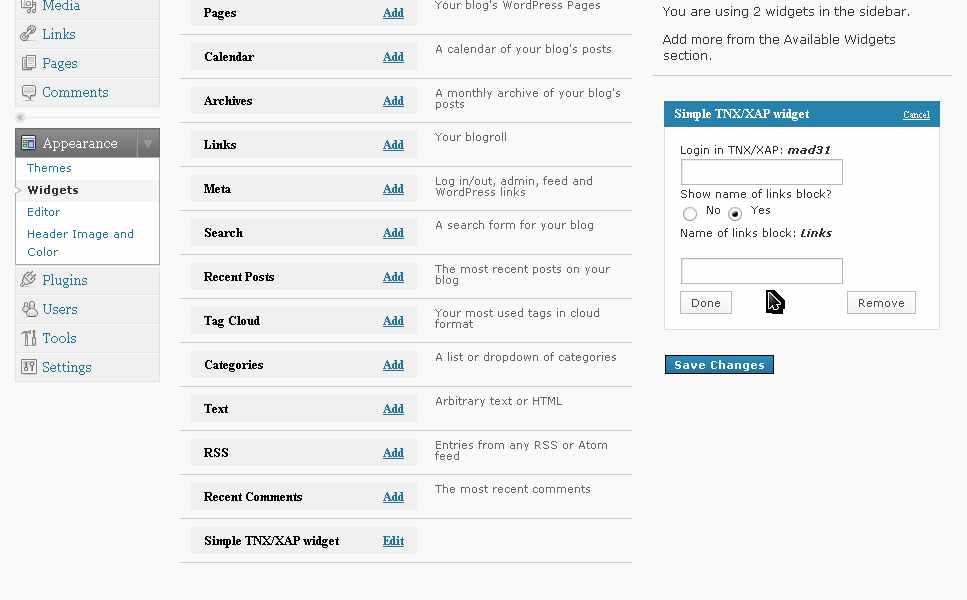 Media
Links
Pages
Comments
Appearance
Themes
Widgets
Editor
Header Image and
Color
Plugins
Users
Tools
Settings
Pages Add Your blog's WordPress Pages
Calendar Add A calendar of your blog's posts
Archives Add A monthly archive of your blog's
posts
Links Add Your blogroll
Meta Add Log in/out, admin, feed and
WordPress links
Search Add A search form for your blog
Recent Posts Add The most recent posts on your
blog
Tag Cloud Add Your most used tags in cloud
format
Categories Add A list or dropdown of categories
Text Add Arbitrary text or HTML
RSS Add Entries from any RSS or Atom
feed
Recent Comments Add The most recent comments
Simple TNX/XAP widget Edit
You are using 2 widgets in the sidebar.
Add more from the Available Widgets
section.
Simple TNX/XAP widget Cancel
Login in TNX/XAP: mad31
Show name of links block?
No Yes
Name of links block: Links
Done Remove
Save Changes